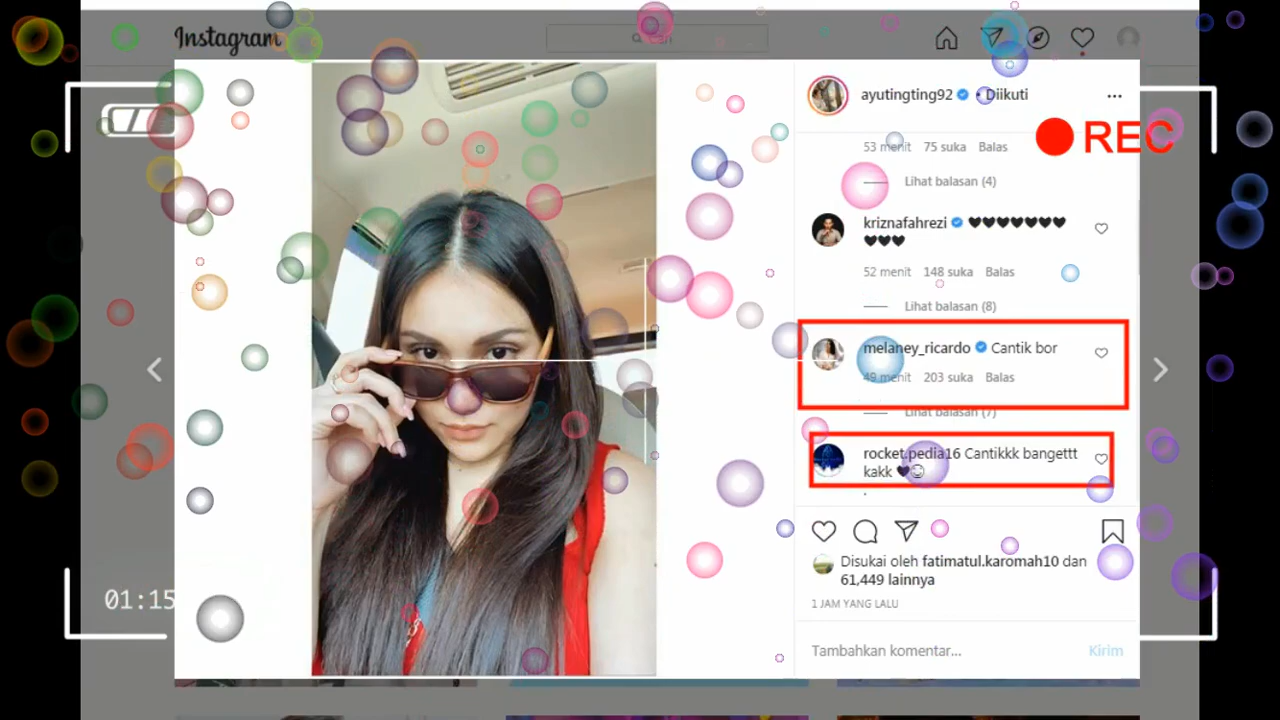 Instagram
Cari
ayutingting92 • Diikuti
REC
53 menit 75 suka Balas
Lihat balasan (4)
kriznafahrezi 🖤🖤🖤🖤🖤🖤🖤
🖤🖤🖤
52 menit 148 suka Balas
Lihat balasan (8)
melaney_ricardo Cantik bor
49 menit 203 suka Balas
Lihat balasan (7)
rocket.pedia16 Cantikkk bangettt
kakk 🖤
.
Disukai oleh fatimatul.karomah10 dan
61,449 lainnya
1 JAM YANG LALU
01:15
Tambahkan komentar...
Kirim